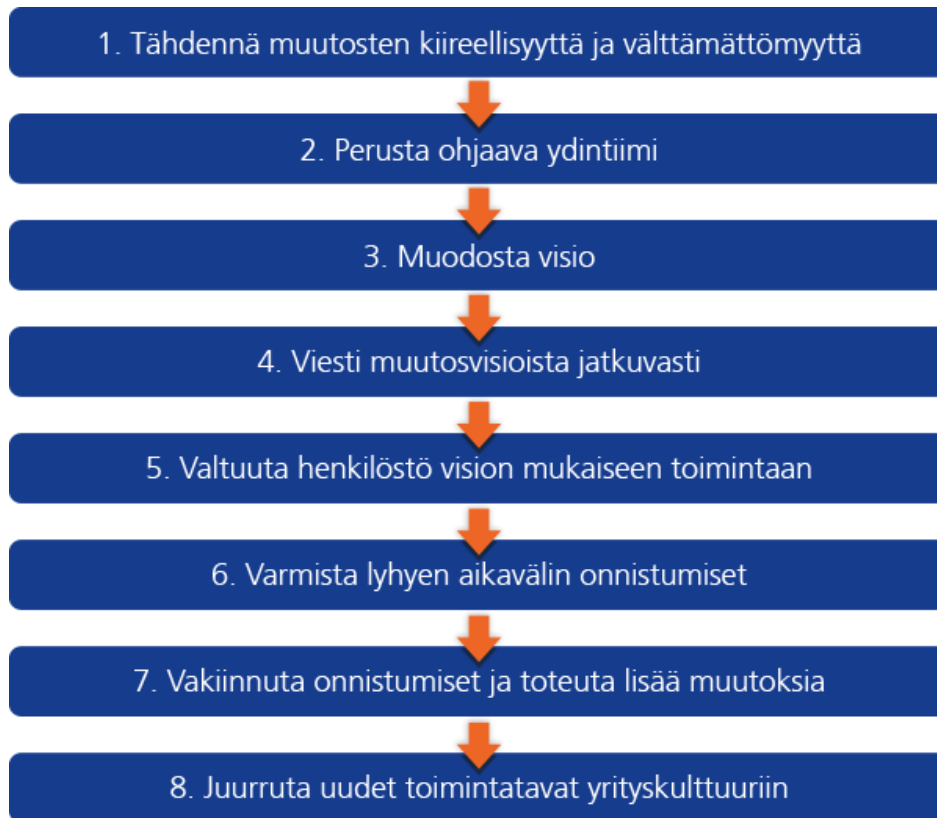 1. Tähdennä muutosten kiireellisyyttä ja välttämättömyyttä
2. Perusta ohjaava ydintiimi
3. Muodosta visio
4. Viesti muutosvisioista jatkuvasti
5. Valtuuta henkilöstö vision mukaiseen toimintaan
6. Varmista lyhyen aikavälin onnistumiset
7. Vakiinnuta onnistumiset ja toteuta lisää muutoksia
8. Juurruta uudet toimintatavat yrityskulttuuriin